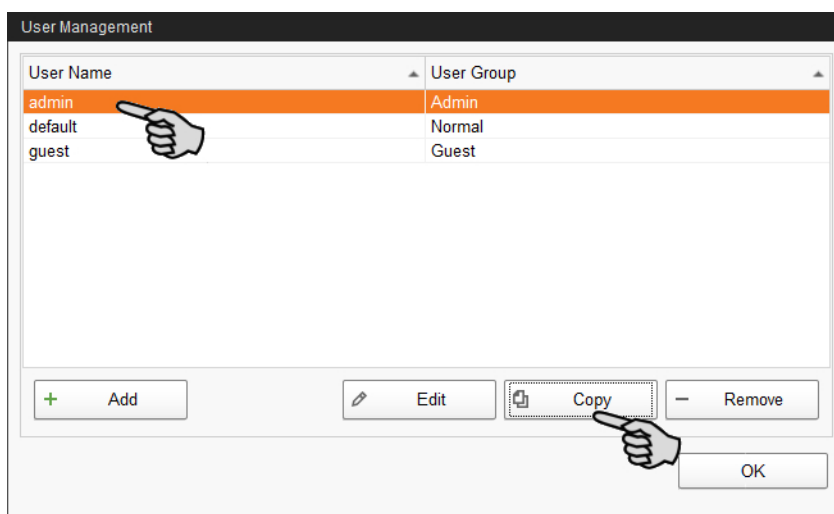 User Management
User Name User Group
admin Admin
default Normal
guest Guest
+ Add Edit Copy − Remove
OK